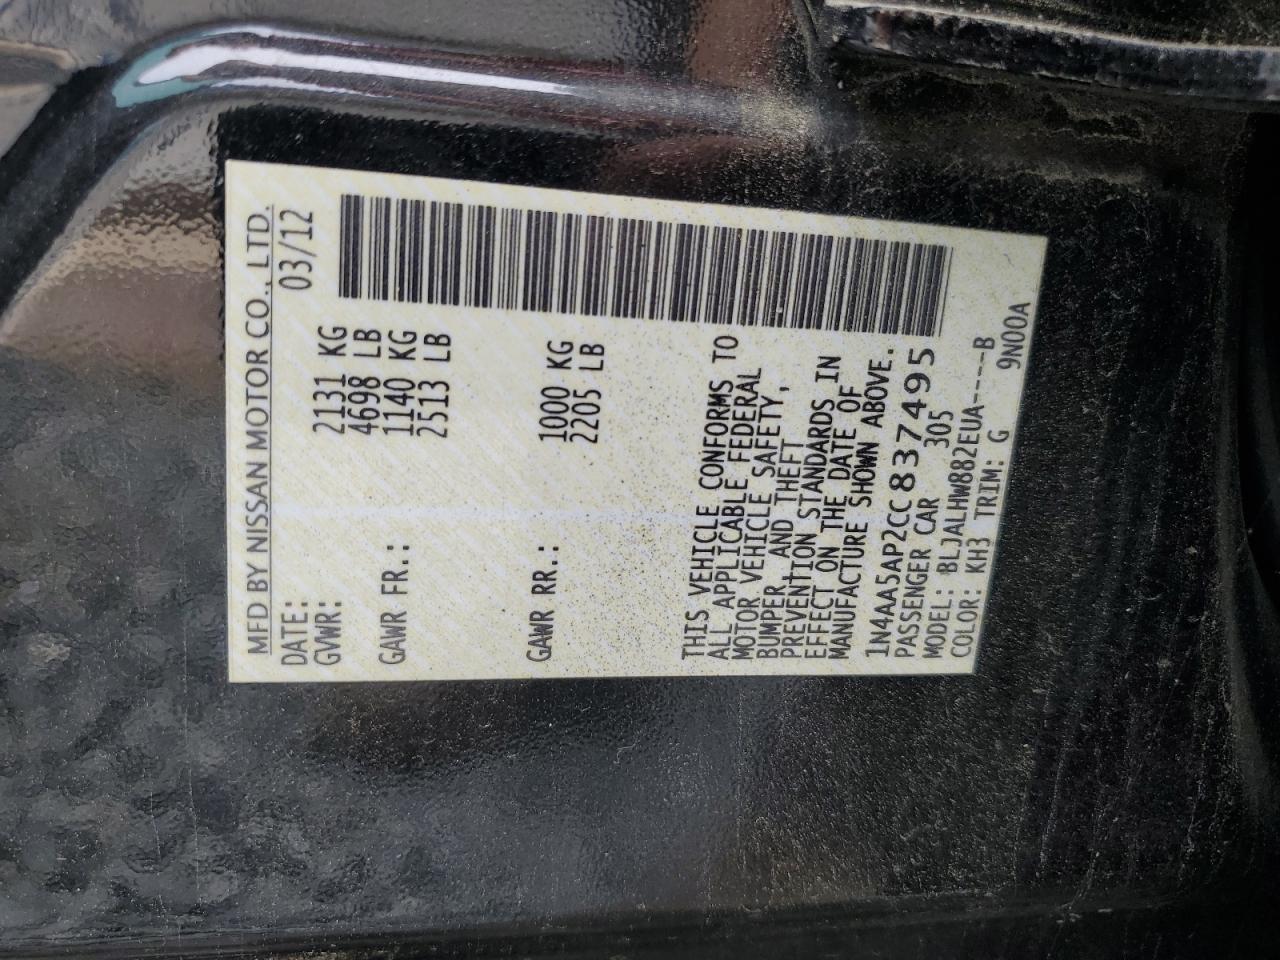 MFD BY NISSAN MOTOR CO., LTD.
DATE: 03/12
GVWR: 2131 KG
4698 LB
GAWR FR.: 1140 KG
2513 LB
GAWR RR.: 1000 KG
2205 LB
THIS VEHICLE CONFORMS TO
ALL APPLICABLE FEDERAL
MOTOR VEHICLE SAFETY,
BUMPER, AND THEFT
PREVENTION STANDARDS IN
EFFECT ON THE DATE OF
MANUFACTURE SHOWN ABOVE.
1N4AA5AP2CC837495
PASSENGER CAR 305
MODEL: BLJALHW882EUA----B
COLOR: KH3 TRIM: G 9N00A